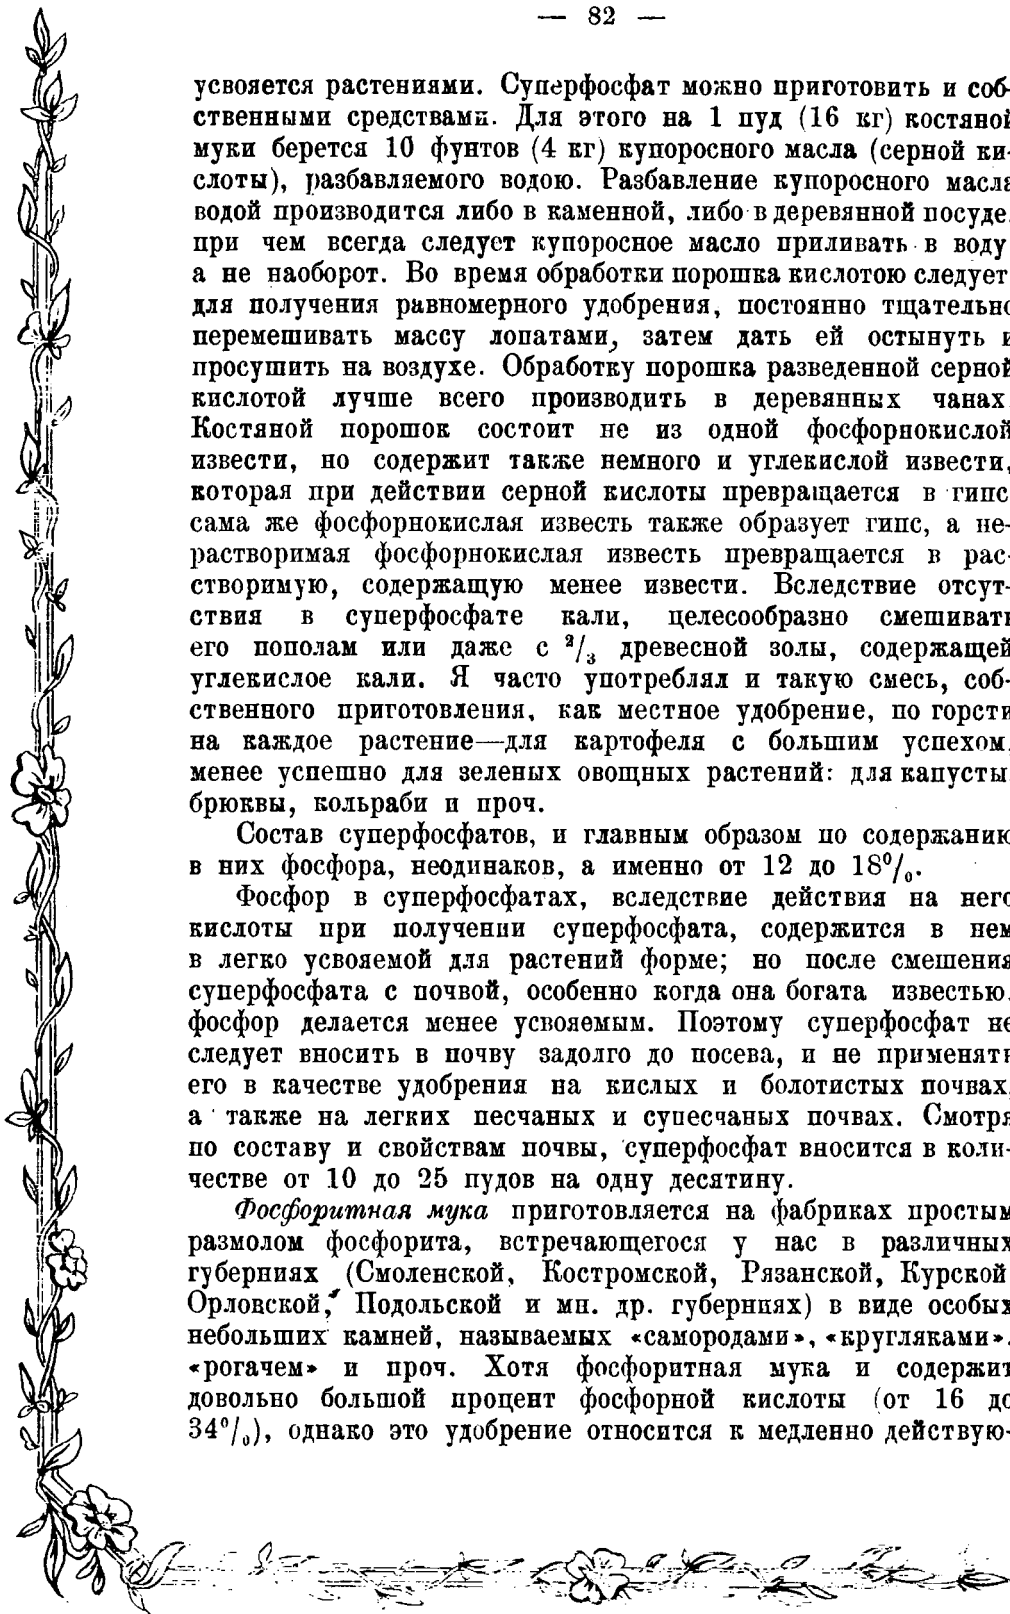 — 82 —
усвояется растениями. Суперфосфат можно приготовить и соб-
ственными средствами. Для этого на 1 пуд (16 кг) костяной
муки берется 10 фунтов (4 кг) купоросного масла (серной ки-
слоты), разбавляемого водою. Разбавление купоросного масла
водой производится либо в каменной, либо в деревянной посуде,
при чем всегда следует купоросное масло приливать в воду
а не наоборот. Во время обработки порошка кислотою следует
для получения равномерного удобрения, постоянно тщательно
перемешивать массу лопатами, затем дать ей остынуть и
просушить на воздухе. Обработку порошка разведенной серной
кислотой лучше всего производить в деревянных чанах.
Костяной порошок состоит не из одной фосфорнокислой
извести, но содержит также немного и углекислой извести,
которая при действии серной кислоты превращается в гипс
сама же фосфорнокислая известь также образует гипс, а не-
растворимая фосфорнокислая известь превращается в рас-
створимую, содержащую менее извести. Вследствие отсут-
ствия в суперфосфате кали, целесообразно смешивать
его пополам или даже с ²/₃ древесной золы, содержащей
углекислое кали. Я часто употреблял и такую смесь, соб-
ственного приготовления, как местное удобрение, по горсти
на каждое растение—для картофеля с большим успехом,
менее успешно для зеленых овощных растений: для капусты
брюквы, кольраби и проч.
Состав суперфосфатов, и главным образом по содержанию
в них фосфора, неодинаков, а именно от 12 до 18%.
Фосфор в суперфосфатах, вследствие действия на него
кислоты при получении суперфосфата, содержится в нем
в легко усвояемой для растений форме; но после смешения
суперфосфата с почвой, особенно когда она богата известью,
фосфор делается менее усвояемым. Поэтому суперфосфат не
следует вносить в почву задолго до посева, и не применять
его в качестве удобрения на кислых и болотистых почвах,
а также на легких песчаных и супесчаных почвах. Смотря
по составу и свойствам почвы, суперфосфат вносится в коли-
честве от 10 до 25 пудов на одну десятину.
Фосфоритная мука приготовляется на фабриках простым
размолом фосфорита, встречающегося у нас в различных
губерниях (Смоленской, Костромской, Рязанской, Курской
Орловской, Подольской и мн. др. губерниях) в виде особых
небольших камней, называемых «самородами», «кругляками»,
«рогачем» и проч. Хотя фосфоритная мука и содержит
довольно большой процент фосфорной кислоты (от 16 до
34%), однако это удобрение относится к медленно действую-